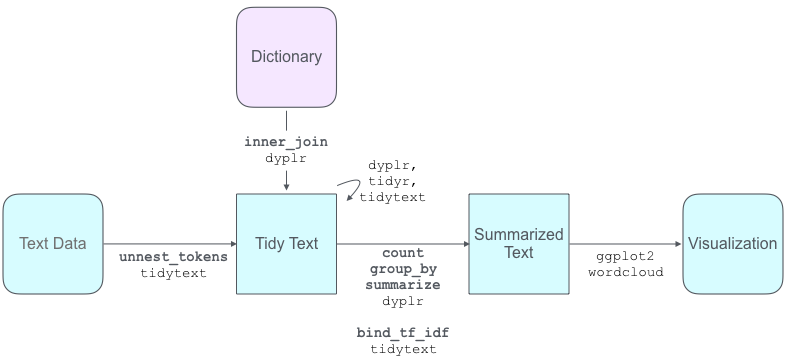 Dictionary
inner_join
dyplr
dyplr,
tidyr,
tidytext
Text Data
unnest_tokens
tidytext
Tidy Text
count
group_by
summarize
dyplr
bind_tf_idf
tidytext
Summarized
Text
ggplot2
wordcloud
Visualization